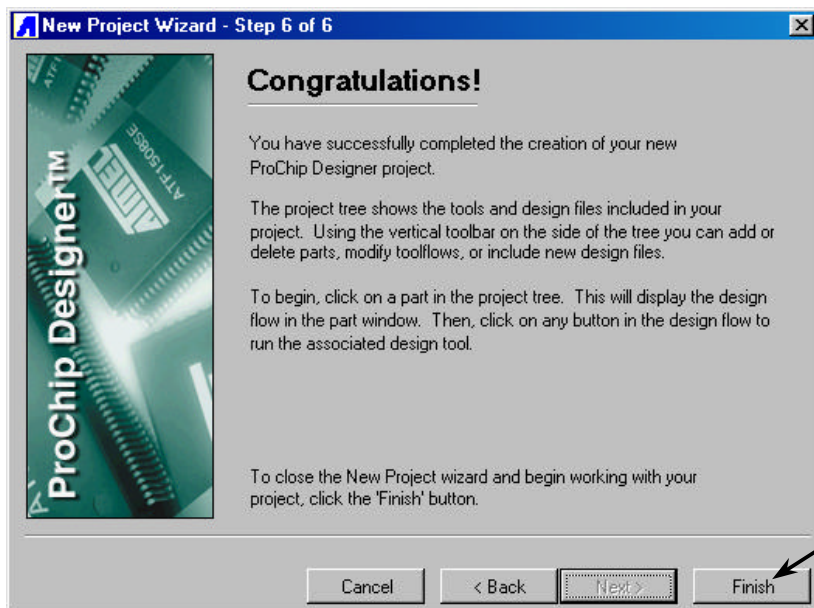 New Project Wizard - Step 6 of 6
ProChip Designer™
ATMEL
ATF1508SE
Congratulations!
You have successfully completed the creation of your new
ProChip Designer project.
The project tree shows the tools and design files included in your
project. Using the vertical toolbar on the side of the tree you can add or
delete parts, modify toolflows, or include new design files.
To begin, click on a part in the project tree. This will display the design
flow in the part window. Then, click on any button in the design flow to
run the associated design tool.
To close the New Project wizard and begin working with your
project, click the 'Finish' button.
Cancel
< Back
Next >
Finish